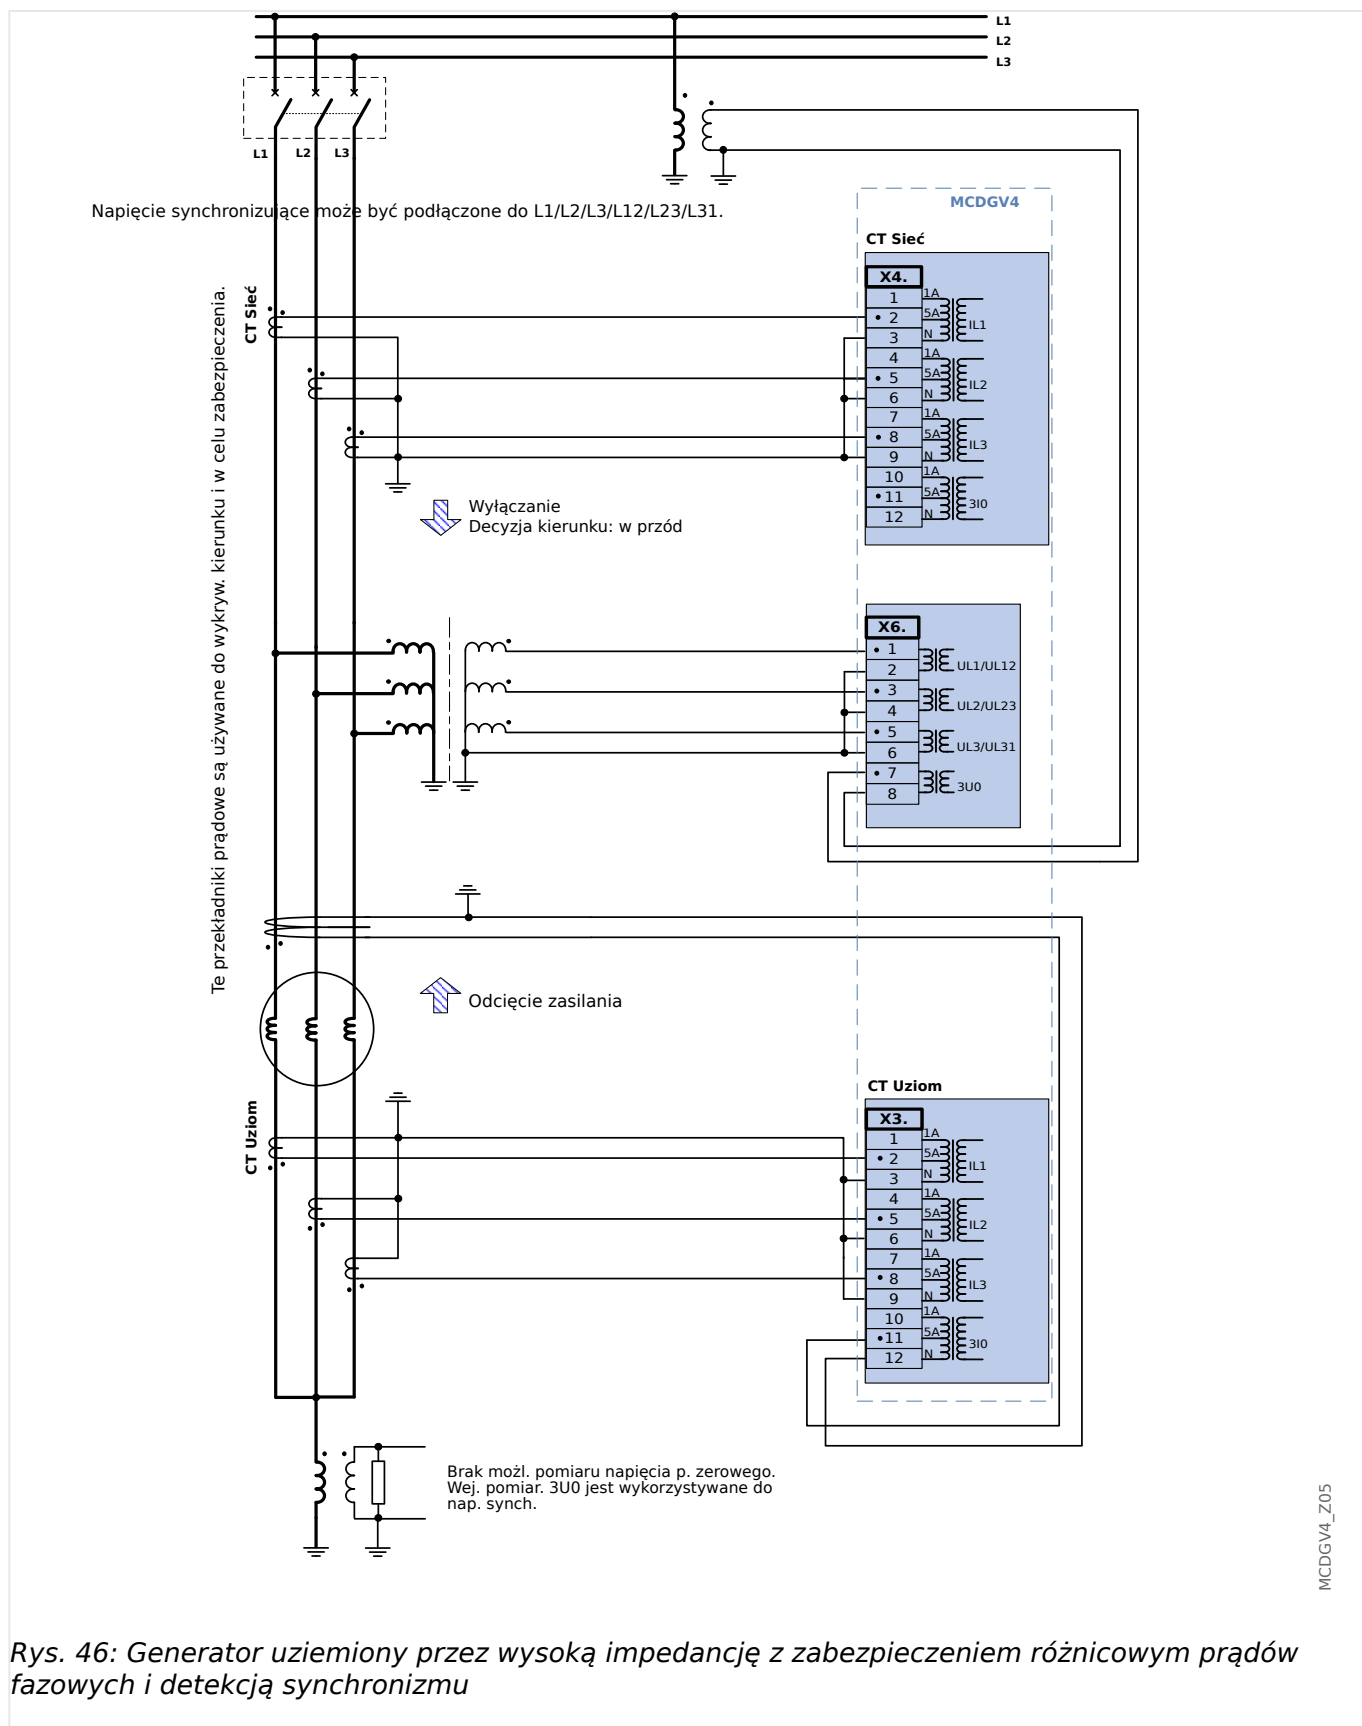 L1
L2
L3
L1
L2
L3
Napięcie synchronizujące może być podłączone do L1/L2/L3/L12/L23/L31.
MCDGV4
CT Sieć
X4.
1
2
3
4
5
6
7
8
9
10
11
12
1A
5A
N
IL1
1A
5A
N
IL2
1A
5A
N
IL3
1A
5A
N
3I0
CT Sieć
Te przekładniki prądowe są używane do wykryw. kierunku i w celu zabezpieczenia.
Wyłączanie
Decyzja kierunku: w przód
X6.
1
2
3
4
5
6
7
8
UL1/UL12
UL2/UL23
UL3/UL31
3U0
Odcięcie zasilania
CT Uziom
CT Uziom
X3.
1
2
3
4
5
6
7
8
9
10
11
12
1A
5A
N
IL1
1A
5A
N
IL2
1A
5A
N
IL3
1A
5A
N
3I0
Brak możl. pomiaru napięcia p. zerowego.
Wej. pomiar. 3U0 jest wykorzystywane do
nap. synch.
MCDGV4_Z05
Rys. 46: Generator uziemiony przez wysoką impedancję z zabezpieczeniem różnicowym prądów
fazowych i detekcją synchronizmu